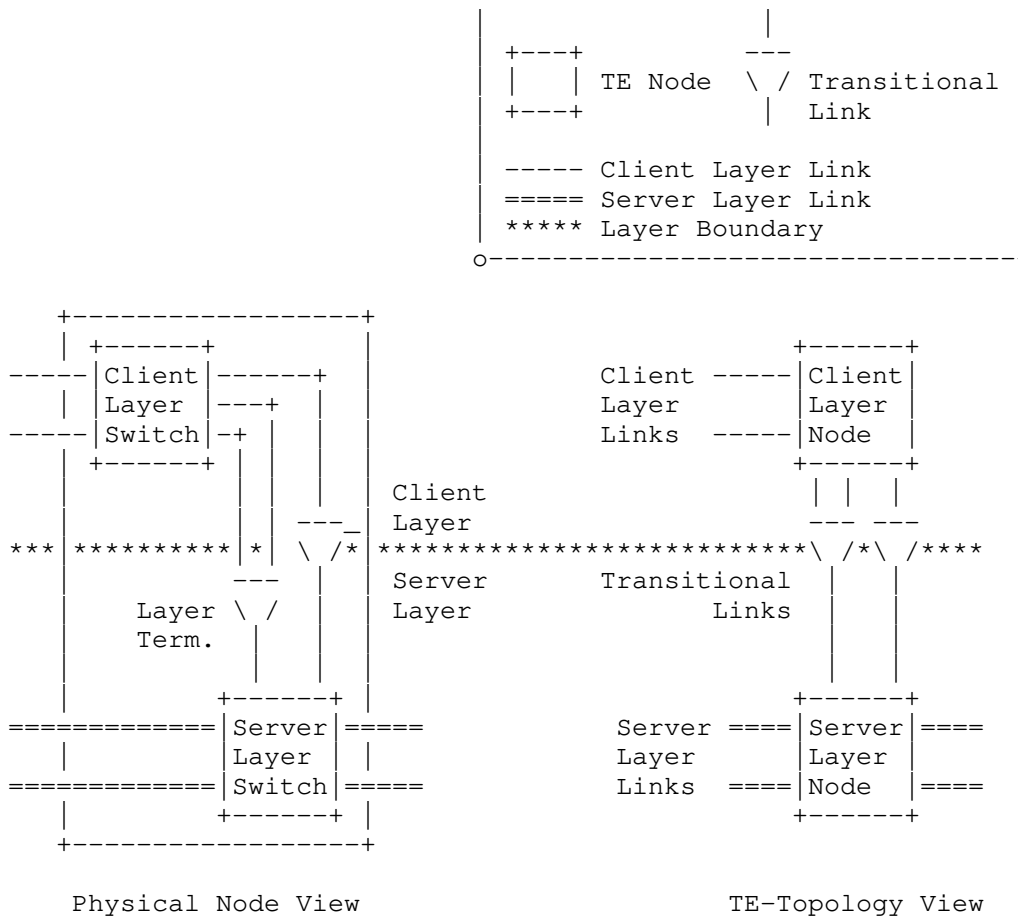 TE Node Transitional
Link
----- Client Layer Link
===== Server Layer Link
***** Layer Boundary
Client Client Client
Layer Layer Layer
Switch Links Node
Client
Layer
Server Transitional
Layer Layer Links
Term.
Server Server Server
Layer Layer Layer
Switch Links Node
Physical Node View TE-Topology View